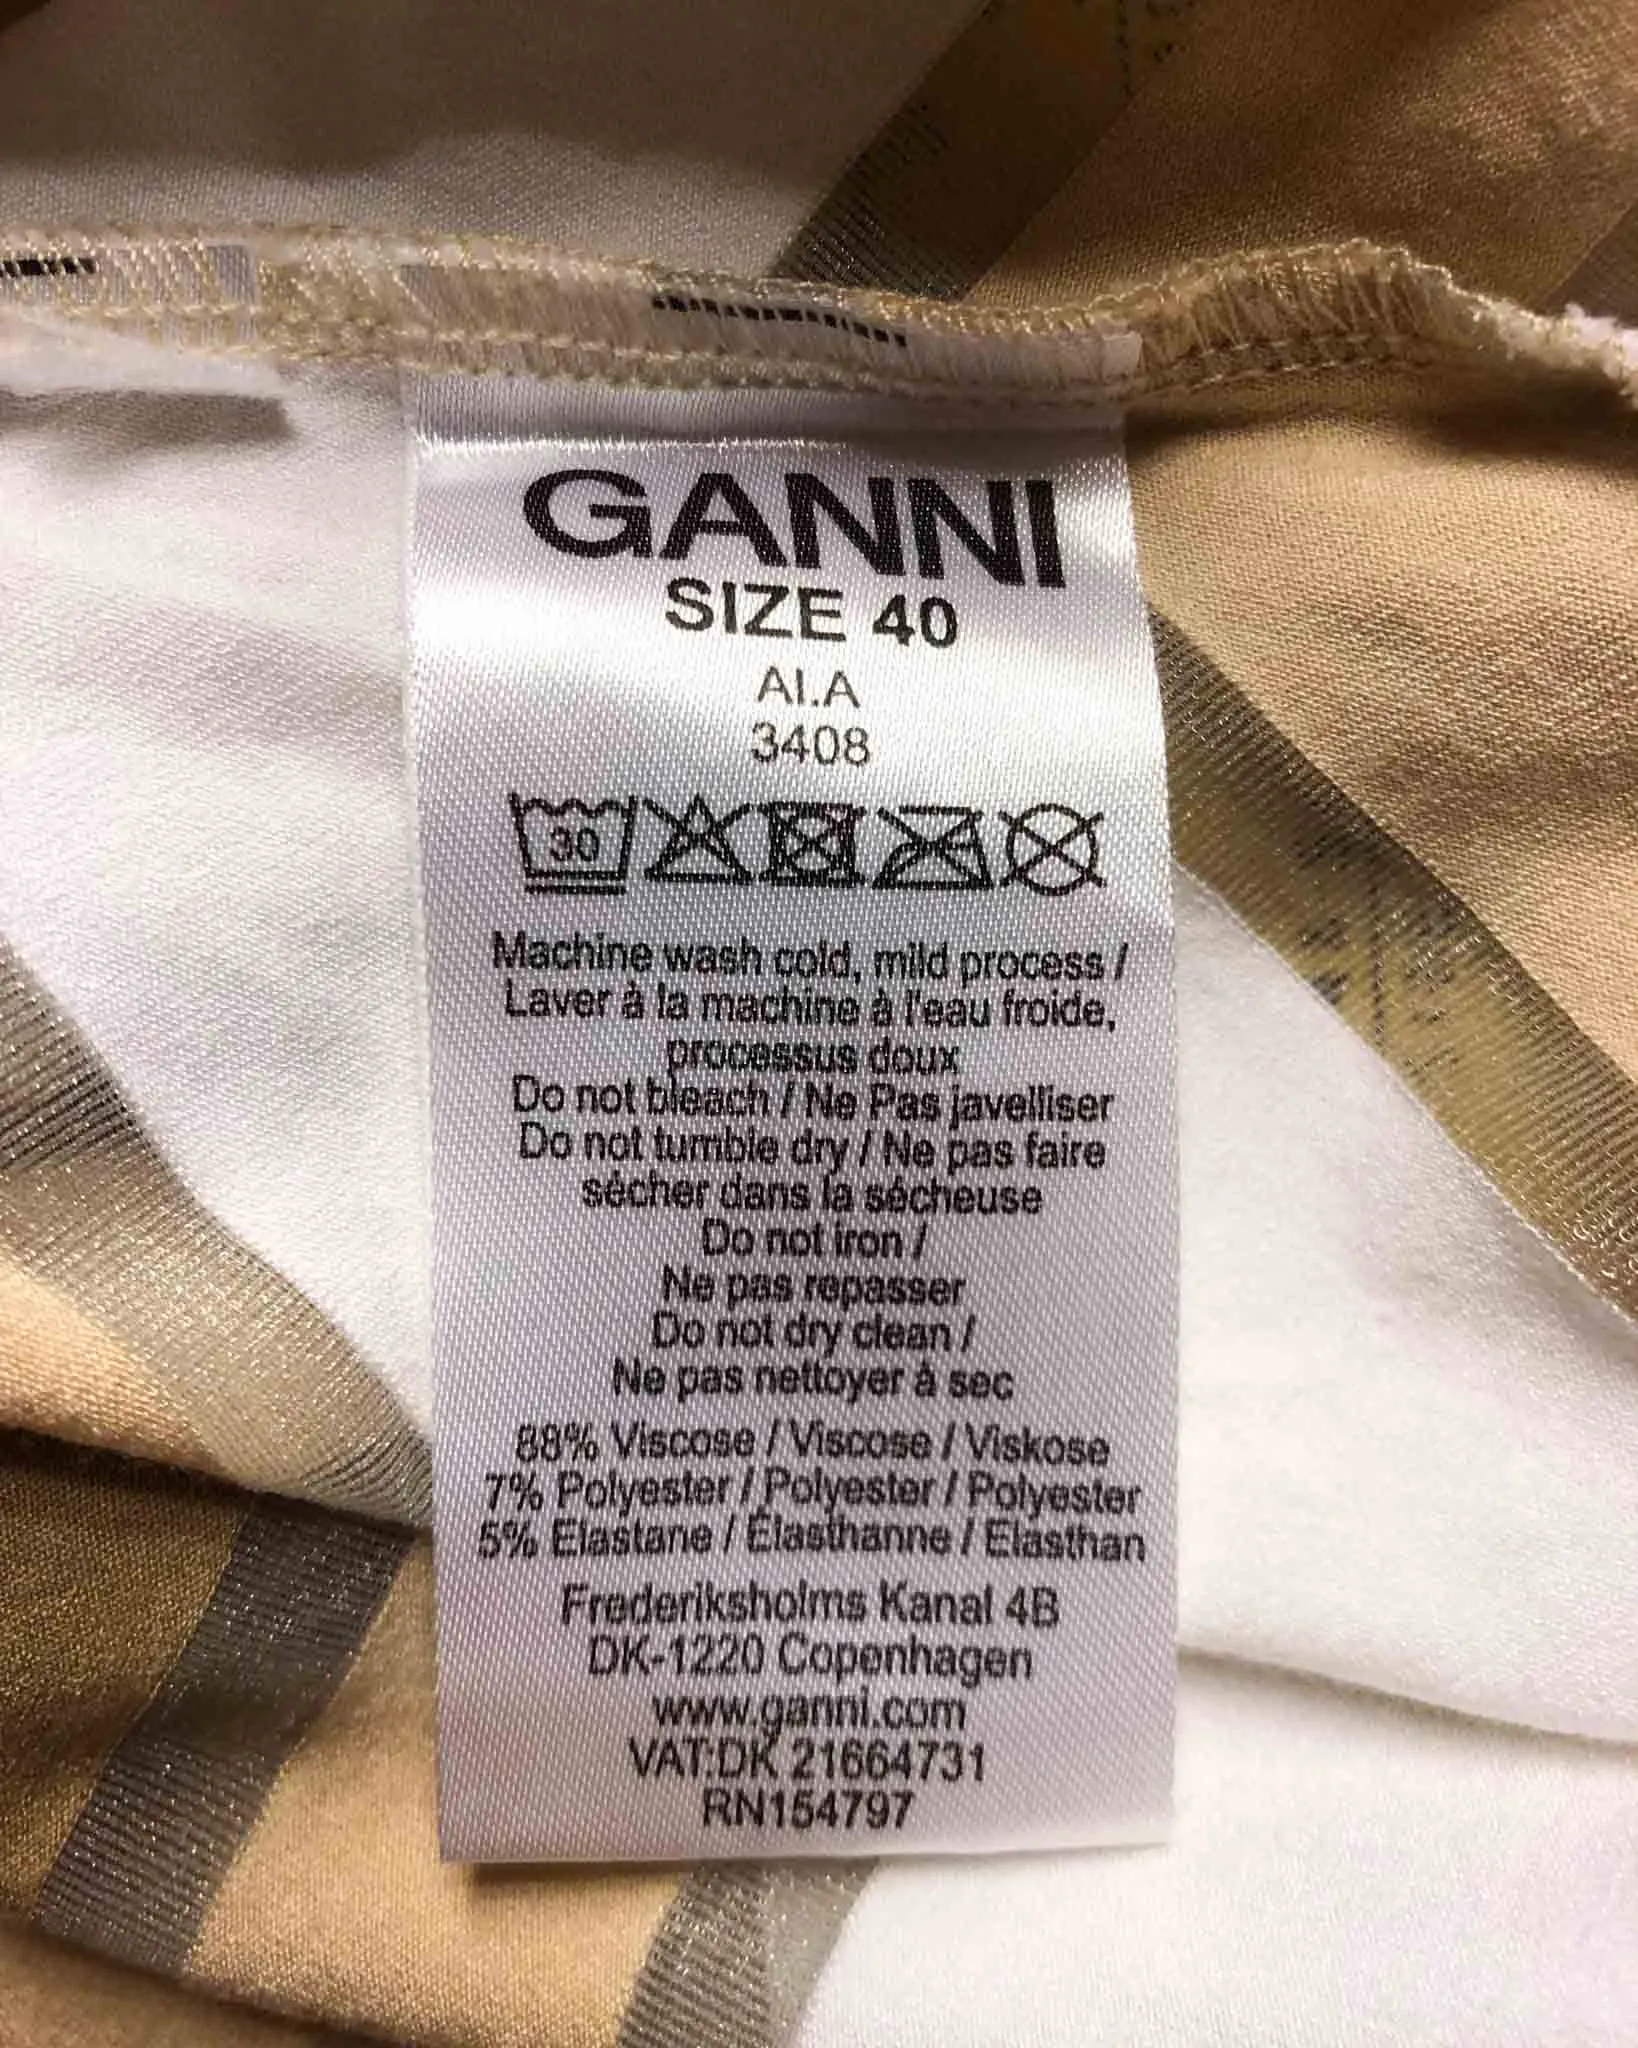 GANNI
SIZE 40
AI.A
3408
30
Machine wash cold, mild process /
Laver à la machine à l'eau froide,
processus doux
Do not bleach / Ne Pas javelliser
Do not tumble dry / Ne pas faire
sécher dans la sécheuse
Do not iron /
Ne pas repasser
Do not dry clean /
Ne pas nettoyer à sec
88% Viscose / Viscose / Viskose
7% Polyester / Polyester / Polyester
5% Elastane / Élasthanne / Elasthan
Frederiksholms Kanal 4B
DK-1220 Copenhagen
www.ganni.com
VAT:DK 21664731
RN154797